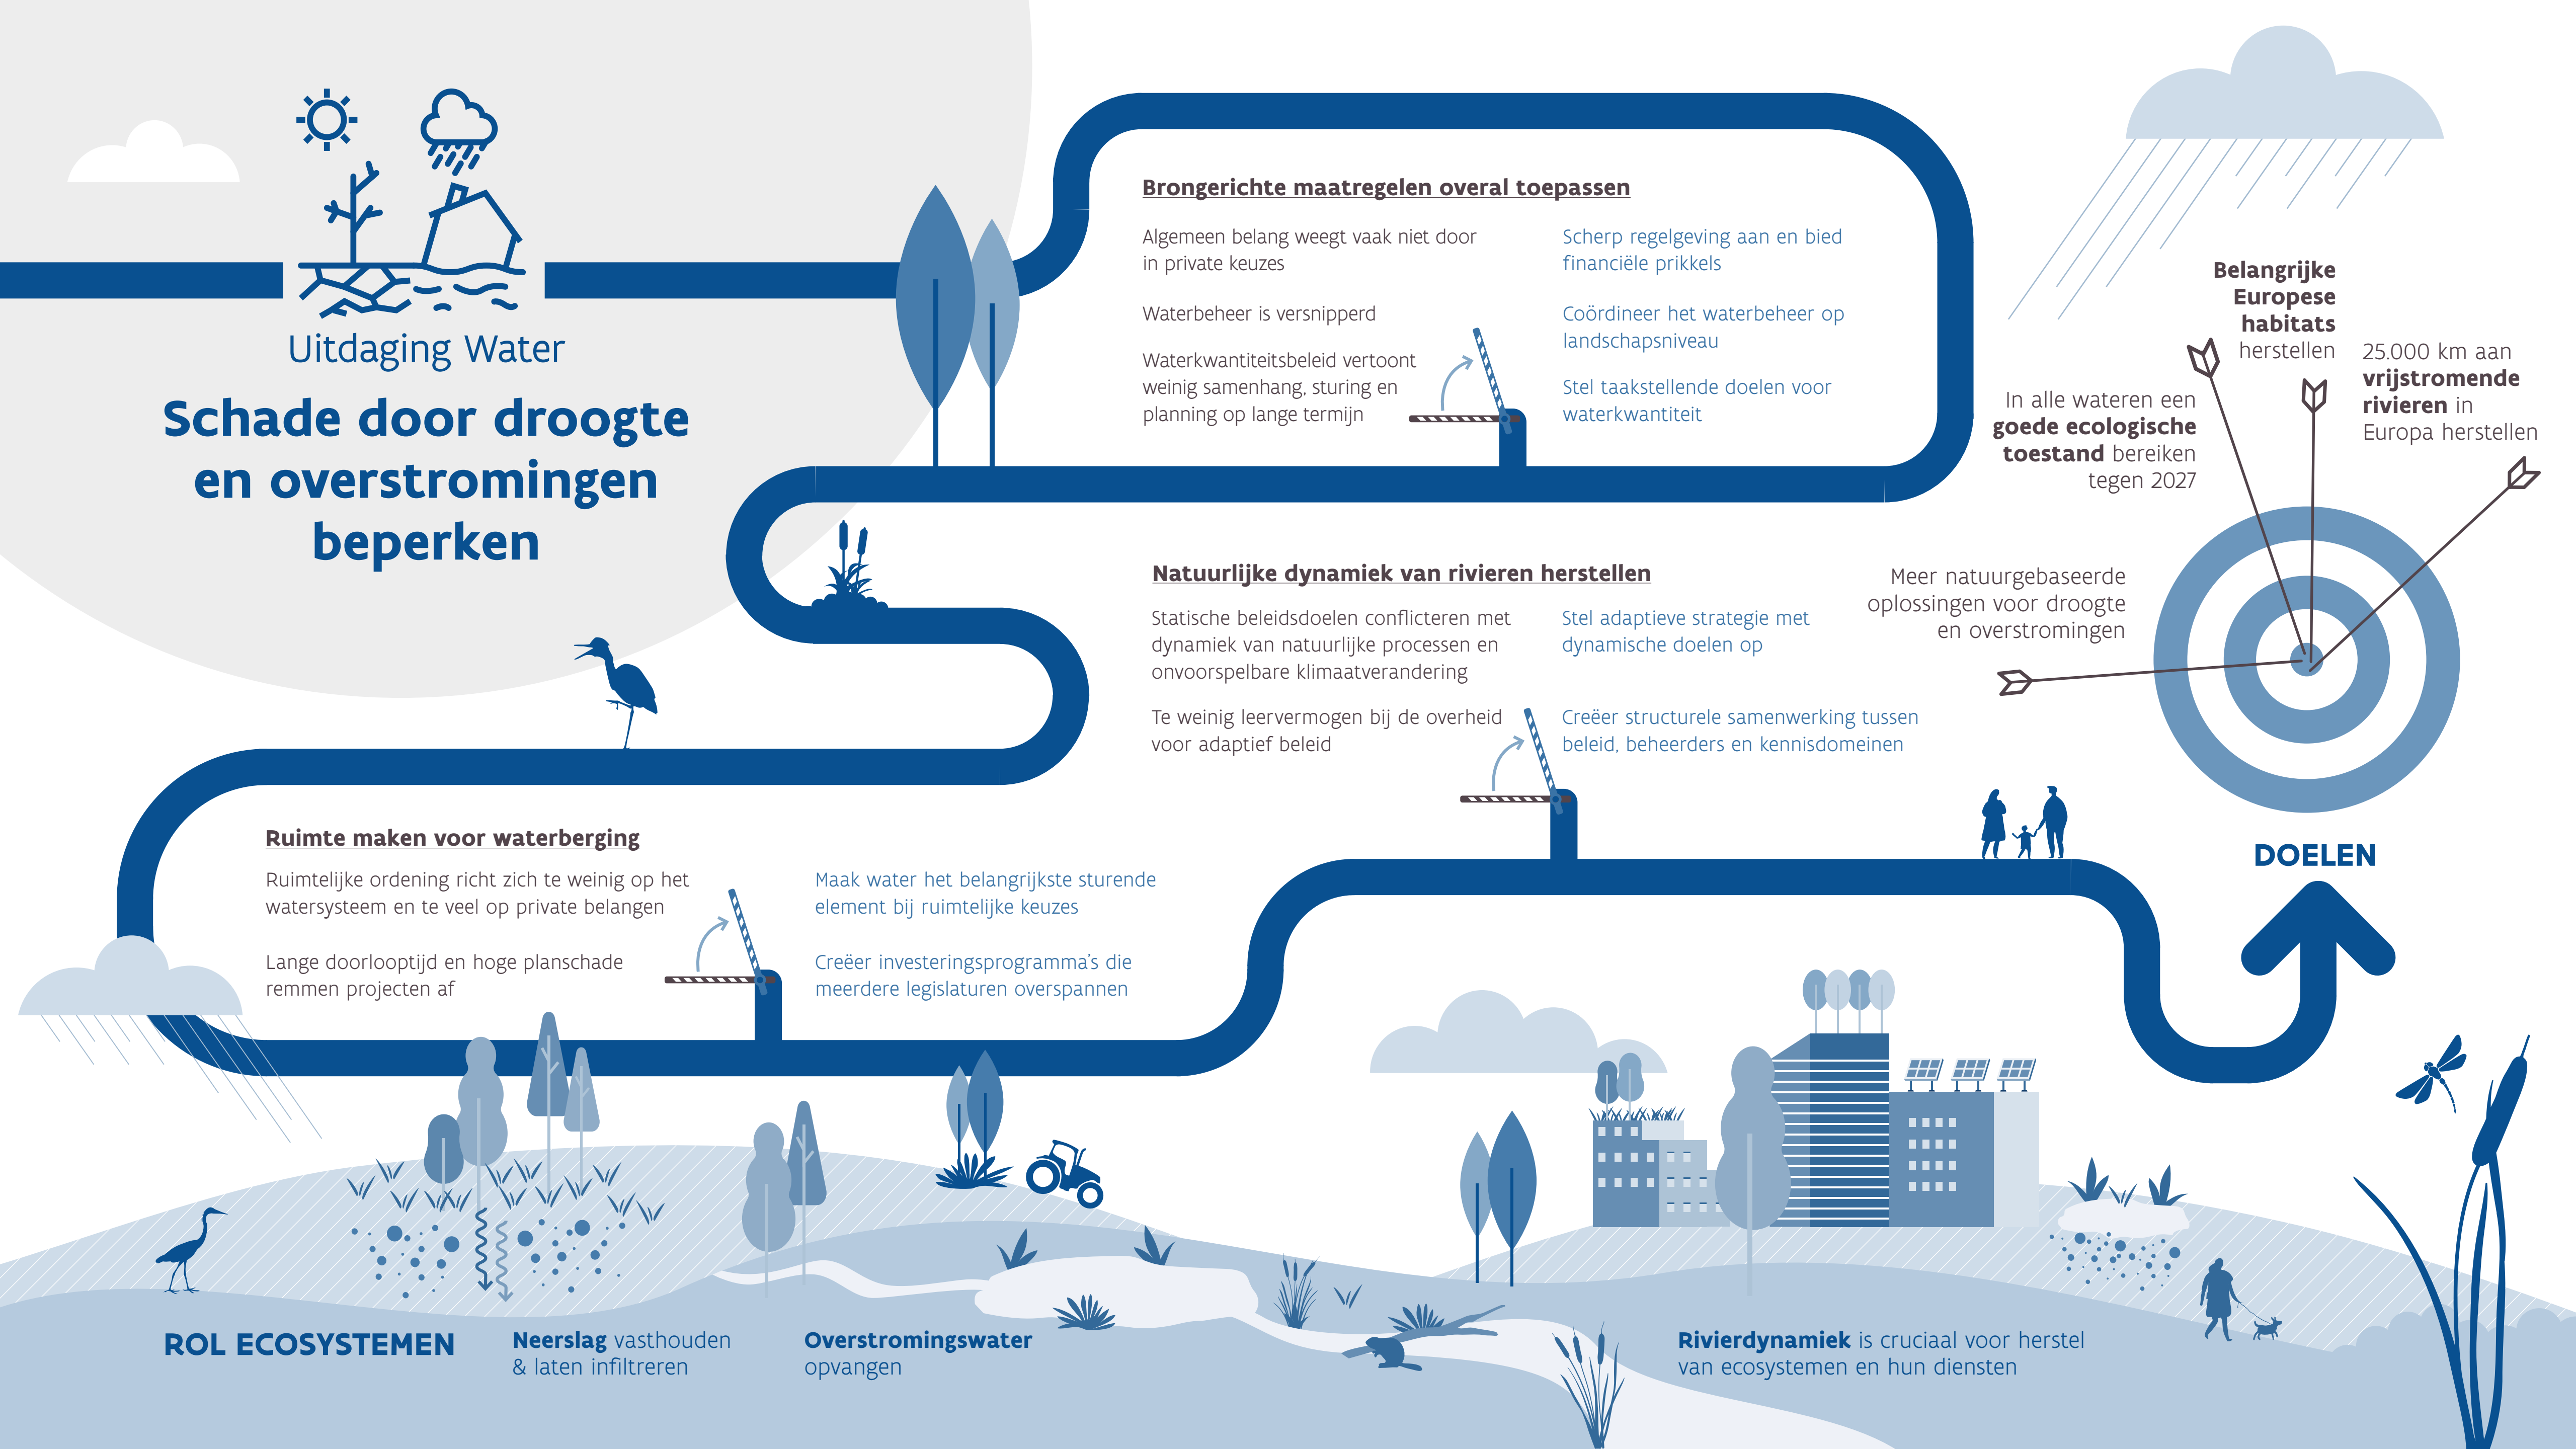 Uitdaging Water
Schade door droogte
en overstromingen
beperken
Brongerichte maatregelen overal toepassen
Algemeen belang weegt vaak niet door
in private keuzes
Scherp regelgeving aan en bied
financiële prikkels
Waterbeheer is versnipperd
Coördineer het waterbeheer op
landschapsniveau
Waterkwantiteitsbeleid vertoont
weinig samenhang, sturing en
planning op lange termijn
Stel taakstellende doelen voor
waterkwantiteit
Natuurlijke dynamiek van rivieren herstellen
Statische beleidsdoelen conflicteren met
dynamiek van natuurlijke processen en
onvoorspelbare klimaatverandering
Stel adaptieve strategie met
dynamische doelen op
Te weinig leervermogen bij de overheid
voor adaptief beleid
Creëer structurele samenwerking tussen
beleid, beheerders en kennisdomeinen
Ruimte maken voor waterberging
Ruimtelijke ordening richt zich te weinig op het
watersysteem en te veel op private belangen
Maak water het belangrijkste sturende
element bij ruimtelijke keuzes
Lange doorlooptijd en hoge planschade
remmen projecten af
Creëer investeringsprogramma's die
meerdere legislaturen overspannen
Meer natuurgebaseerde
oplossingen voor droogte
en overstromingen
In alle wateren een
goede ecologische
toestand bereiken
tegen 2027
Belangrijke
Europese
habitats
herstellen
25.000 km aan
vrijstromende
rivieren in
Europa herstellen
DOELEN
ROL ECOSYSTEMEN
Neerslag vasthouden
& laten infiltreren
Overstromingswater
opvangen
Rivierdynamiek is cruciaal voor herstel
van ecosystemen en hun diensten